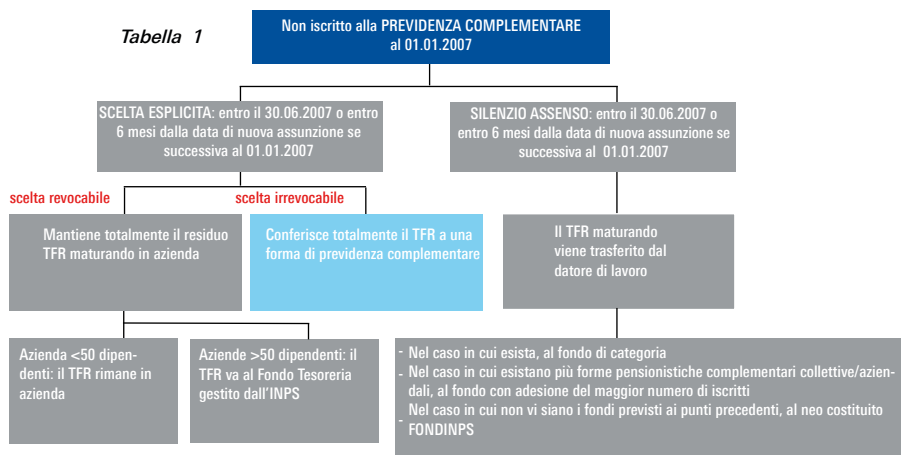 Tabella 1
Non iscritto alla PREVIDENZA COMPLEMENTARE
al 01.01.2007
SCELTA ESPLICITA: entro il 30.06.2007 o entro
6 mesi dalla data di nuova assunzione se
successiva al 01.01.2007
SILENZIO ASSENSO: entro il 30.06.2007 o
entro 6 mesi dalla data di nuova assunzione se
successiva al 01.01.2007
scelta revocabile
scelta irrevocabile
Mantiene totalmente il residuo
TFR maturando in azienda
Conferisce totalmente il TFR a una
forma di previdenza complementare
Il TFR maturando
viene trasferito dal
datore di lavoro
Azienda <50 dipen-
denti: il TFR rimane in
azienda
Aziende >50 dipendenti: il
TFR va al Fondo Tesoreria
gestito dall'INPS
- Nel caso in cui esista, al fondo di categoria
- Nel caso in cui esistano più forme pensionistiche complementari collettive/azien-
dali, al fondo con adesione del maggior numero di iscritti
- Nel caso in cui non vi siano i fondi previsti ai punti precedenti, al neo costituito
FONDINPS